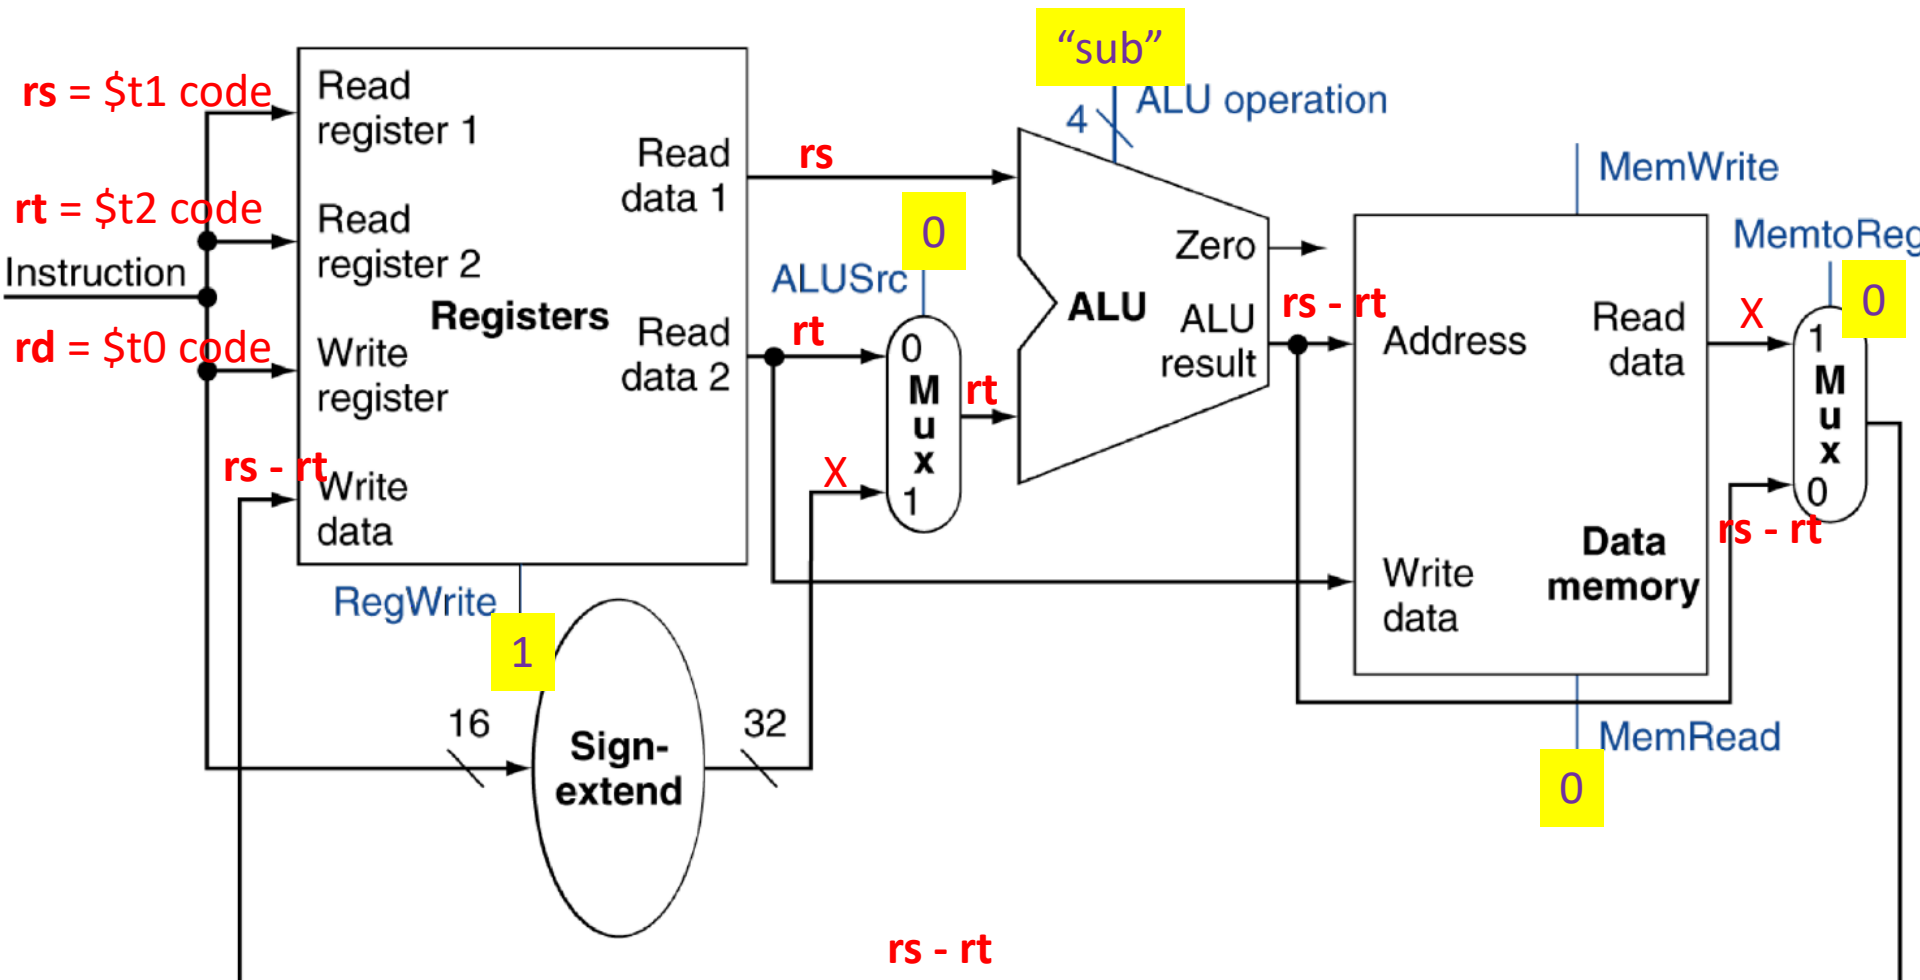 “sub”
rs = $t1 code
Read
register 1
4
ALU operation
Read
data 1
rs
MemWrite
rt = $t2 code
Read
register 2
0
Zero
MemtoReg
Instruction
ALUSrc
0
Registers
ALU
ALU
result
rs - rt
Address
Read
data
X
1
rd = $t0 code
Write
register
Read
data 2
rt
0
M
u
x
1
rt
M
u
x
0
rs - rt
Write
data
X
rs - rt
Data
memory
Write
data
RegWrite
1
16
Sign-
extend
32
MemRead
0
rs - rt